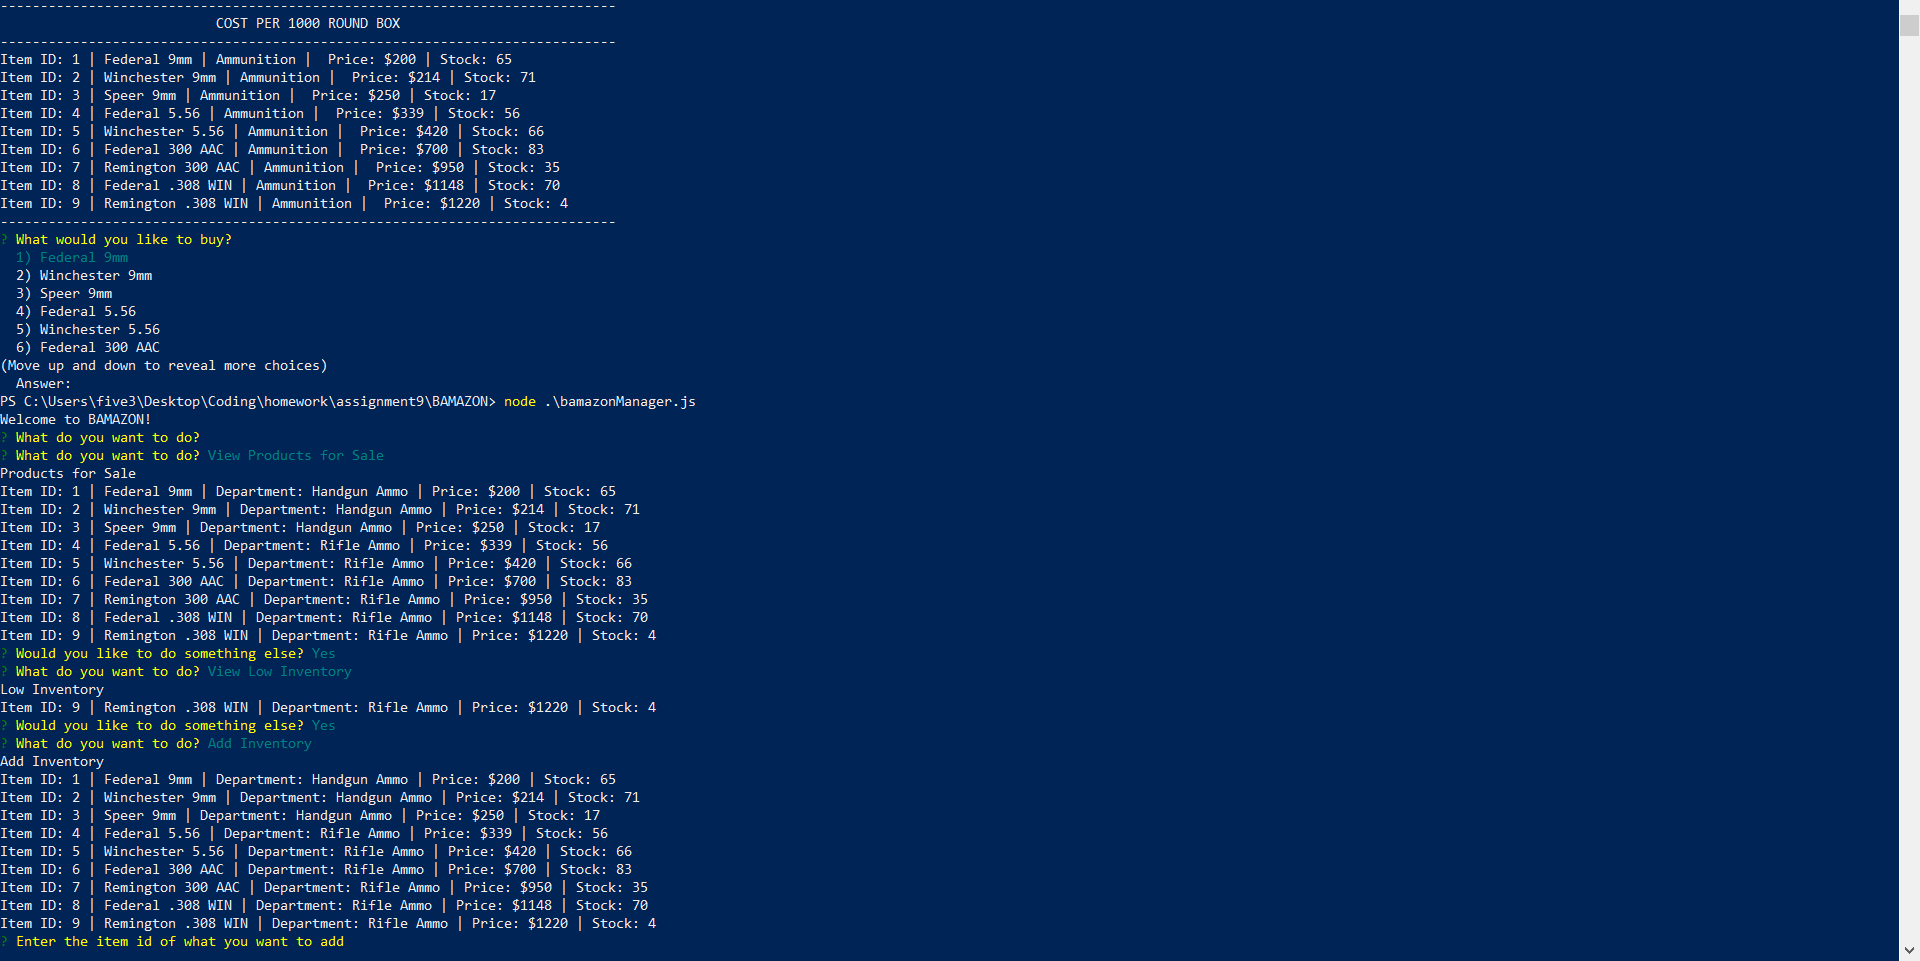 -----------------------------------------------------------------------------
                           COST PER 1000 ROUND BOX
-----------------------------------------------------------------------------
Item ID: 1 | Federal 9mm | Ammunition |  Price: $200 | Stock: 65
Item ID: 2 | Winchester 9mm | Ammunition |  Price: $214 | Stock: 71
Item ID: 3 | Speer 9mm | Ammunition |  Price: $250 | Stock: 17
Item ID: 4 | Federal 5.56 | Ammunition |  Price: $339 | Stock: 56
Item ID: 5 | Winchester 5.56 | Ammunition |  Price: $420 | Stock: 66
Item ID: 6 | Federal 300 AAC | Ammunition |  Price: $700 | Stock: 83
Item ID: 7 | Remington 300 AAC | Ammunition |  Price: $950 | Stock: 35
Item ID: 8 | Federal .308 WIN | Ammunition |  Price: $1148 | Stock: 70
Item ID: 9 | Remington .308 WIN | Ammunition |  Price: $1220 | Stock: 4
-----------------------------------------------------------------------------
? What would you like to buy?
  1) Federal 9mm
  2) Winchester 9mm
  3) Speer 9mm
  4) Federal 5.56
  5) Winchester 5.56
  6) Federal 300 AAC
(Move up and down to reveal more choices)
  Answer:
PS C:\Users\five3\Desktop\Coding\homework\assignment9\BAMAZON> node .\bamazonManager.js
Welcome to BAMAZON!
? What do you want to do?
? What do you want to do? View Products for Sale
Products for Sale
Item ID: 1 | Federal 9mm | Department: Handgun Ammo | Price: $200 | Stock: 65
Item ID: 2 | Winchester 9mm | Department: Handgun Ammo | Price: $214 | Stock: 71
Item ID: 3 | Speer 9mm | Department: Handgun Ammo | Price: $250 | Stock: 17
Item ID: 4 | Federal 5.56 | Department: Rifle Ammo | Price: $339 | Stock: 56
Item ID: 5 | Winchester 5.56 | Department: Rifle Ammo | Price: $420 | Stock: 66
Item ID: 6 | Federal 300 AAC | Department: Rifle Ammo | Price: $700 | Stock: 83
Item ID: 7 | Remington 300 AAC | Department: Rifle Ammo | Price: $950 | Stock: 35
Item ID: 8 | Federal .308 WIN | Department: Rifle Ammo | Price: $1148 | Stock: 70
Item ID: 9 | Remington .308 WIN | Department: Rifle Ammo | Price: $1220 | Stock: 4
? Would you like to do something else? Yes
? What do you want to do? View Low Inventory
Low Inventory
Item ID: 9 | Remington .308 WIN | Department: Rifle Ammo | Price: $1220 | Stock: 4
? Would you like to do something else? Yes
? What do you want to do? Add Inventory
Add Inventory
Item ID: 1 | Federal 9mm | Department: Handgun Ammo | Price: $200 | Stock: 65
Item ID: 2 | Winchester 9mm | Department: Handgun Ammo | Price: $214 | Stock: 71
Item ID: 3 | Speer 9mm | Department: Handgun Ammo | Price: $250 | Stock: 17
Item ID: 4 | Federal 5.56 | Department: Rifle Ammo | Price: $339 | Stock: 56
Item ID: 5 | Winchester 5.56 | Department: Rifle Ammo | Price: $420 | Stock: 66
Item ID: 6 | Federal 300 AAC | Department: Rifle Ammo | Price: $700 | Stock: 83
Item ID: 7 | Remington 300 AAC | Department: Rifle Ammo | Price: $950 | Stock: 35
Item ID: 8 | Federal .308 WIN | Department: Rifle Ammo | Price: $1148 | Stock: 70
Item ID: 9 | Remington .308 WIN | Department: Rifle Ammo | Price: $1220 | Stock: 4
? Enter the item id of what you want to add